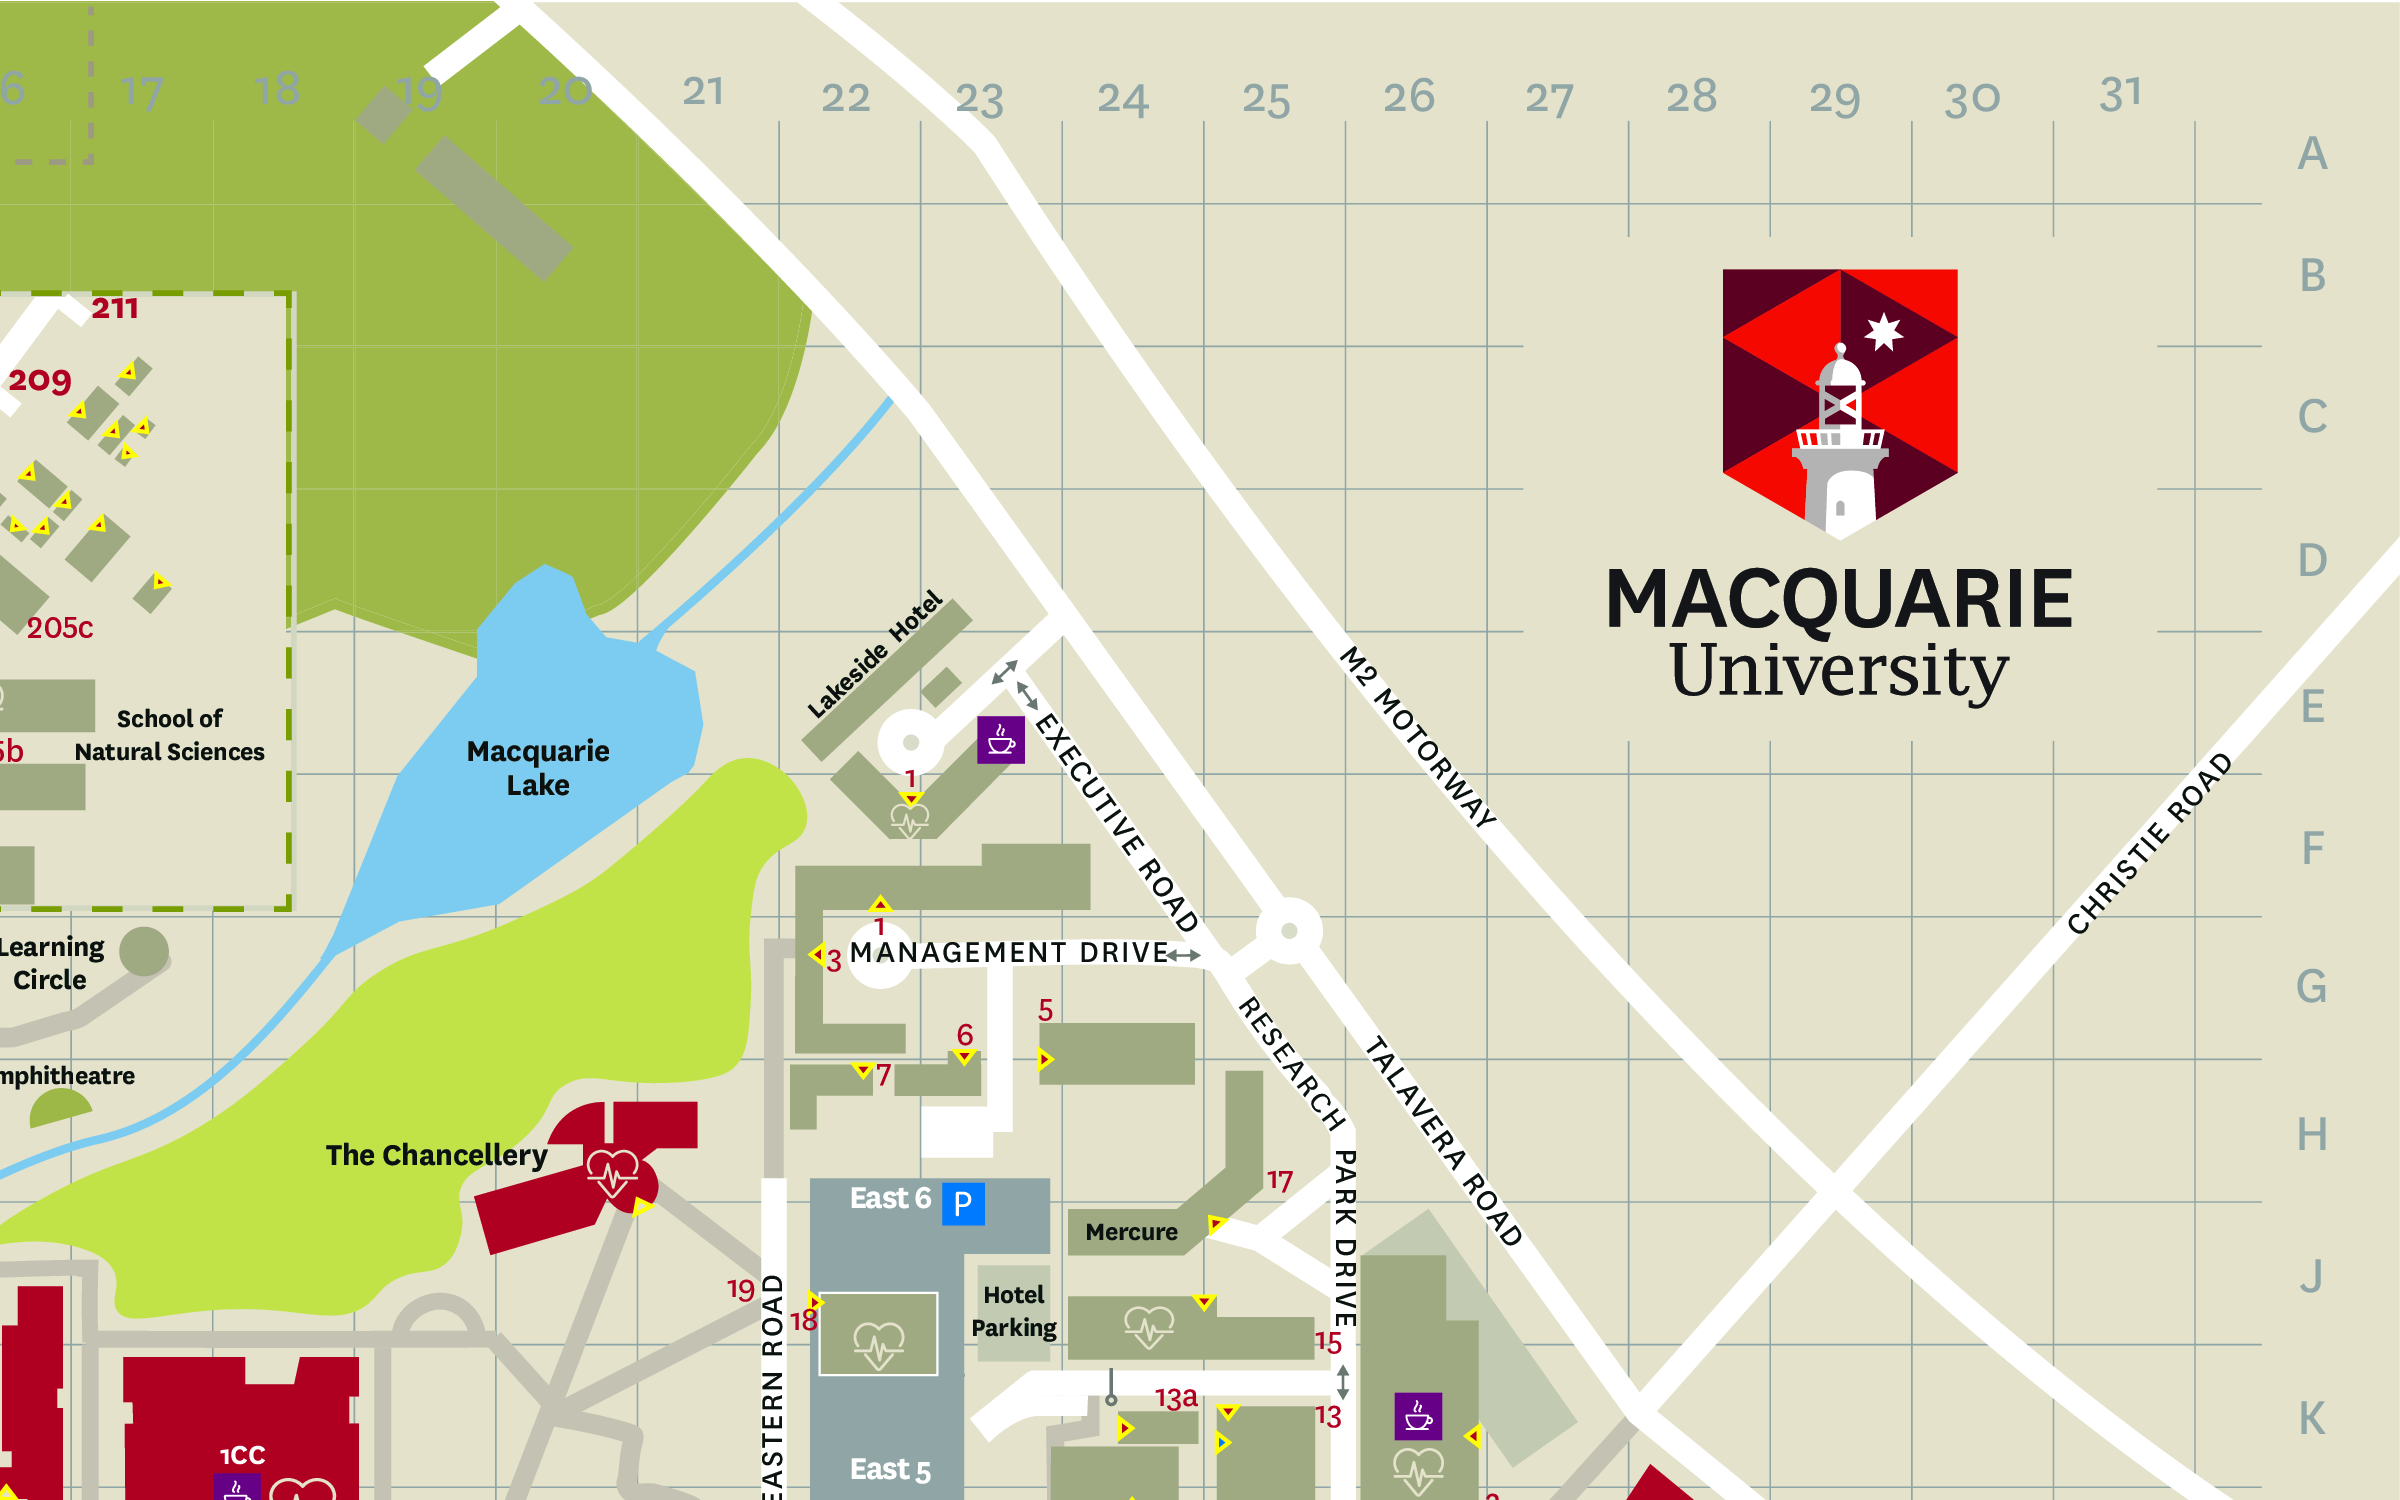 6 17 18 19 20 21 22 23 24 25 26 27 28 29 30 31
A
B
C
D
E
F
G
H
J
K
211
209
205c
5b
School of
Natural Sciences
Learning
Circle
mphitheatre
Macquarie
Lake
Lakeside Hotel
1
1
3
MANAGEMENT DRIVE
EXECUTIVE ROAD
M2 MOTORWAY
CHRISTIE ROAD
TALAVERA ROAD
RESEARCH
PARK DRIVE
5
6
7
The Chancellery
East 6
P
17
Mercure
19
18
Hotel
Parking
15
13a
13
EASTERN ROAD
East 5
1CC
MACQUARIE
University